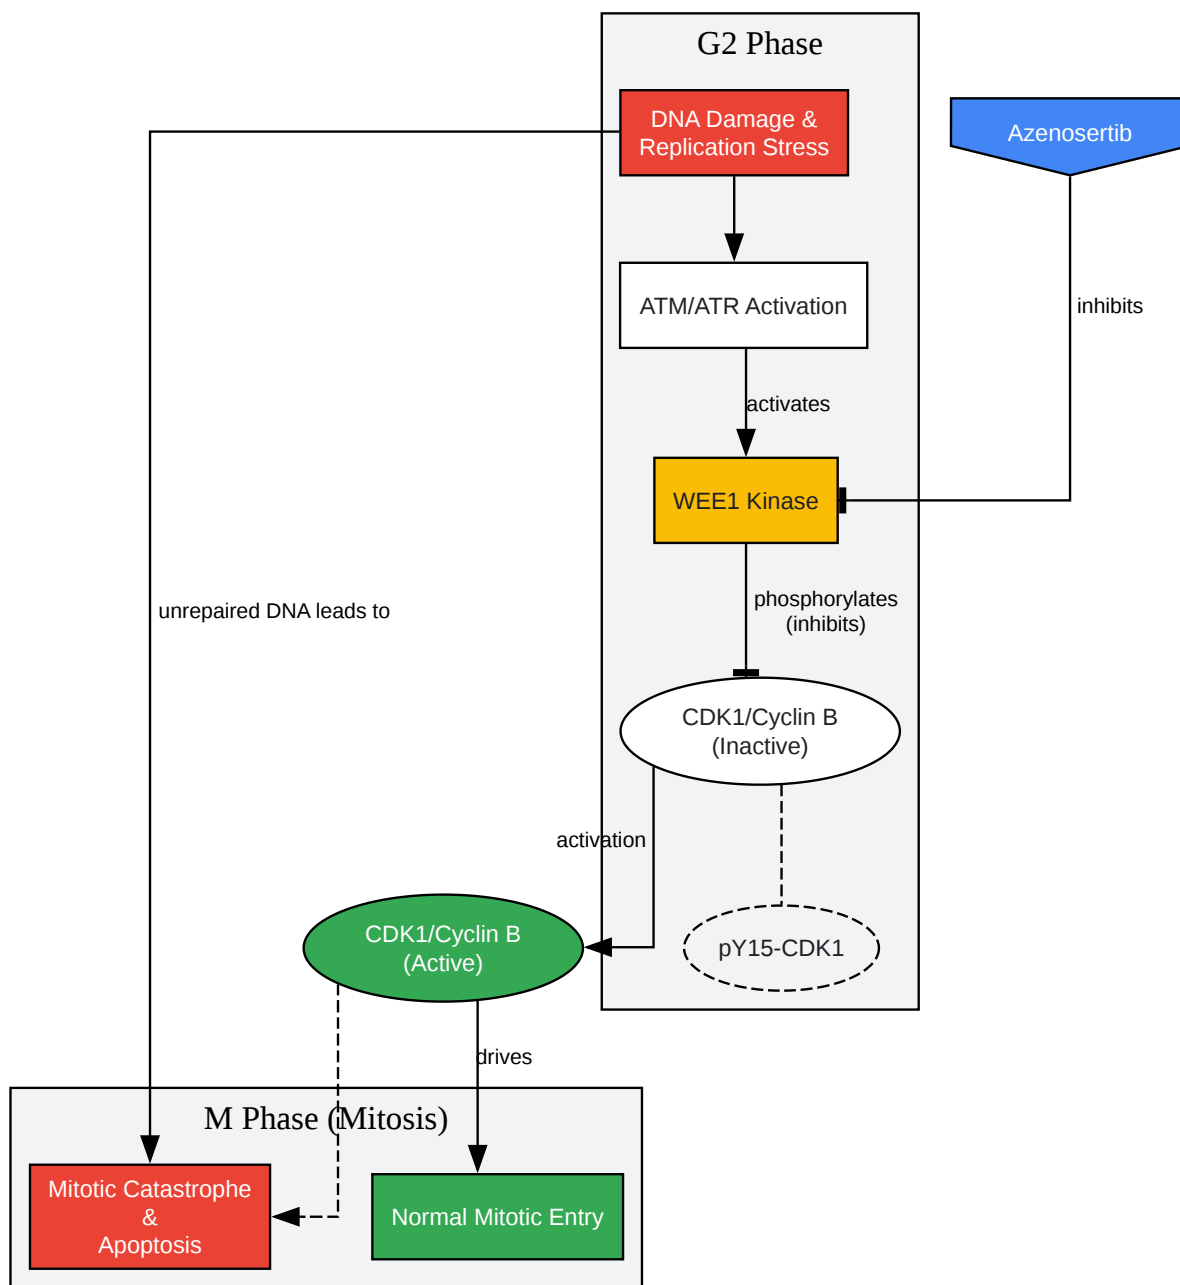 G2 Phase
DNA Damage &
Replication Stress
Azenosertib
ATM/ATR Activation
inhibits
activates
WEE1 Kinase
phosphorylates
(inhibits)
unrepaired DNA leads to
CDK1/Cyclin B
(Inactive)
activation
CDK1/Cyclin B
(Active)
pY15-CDK1
drives
M Phase (Mitosis)
Mitotic Catastrophe
&
Apoptosis
Normal Mitotic Entry